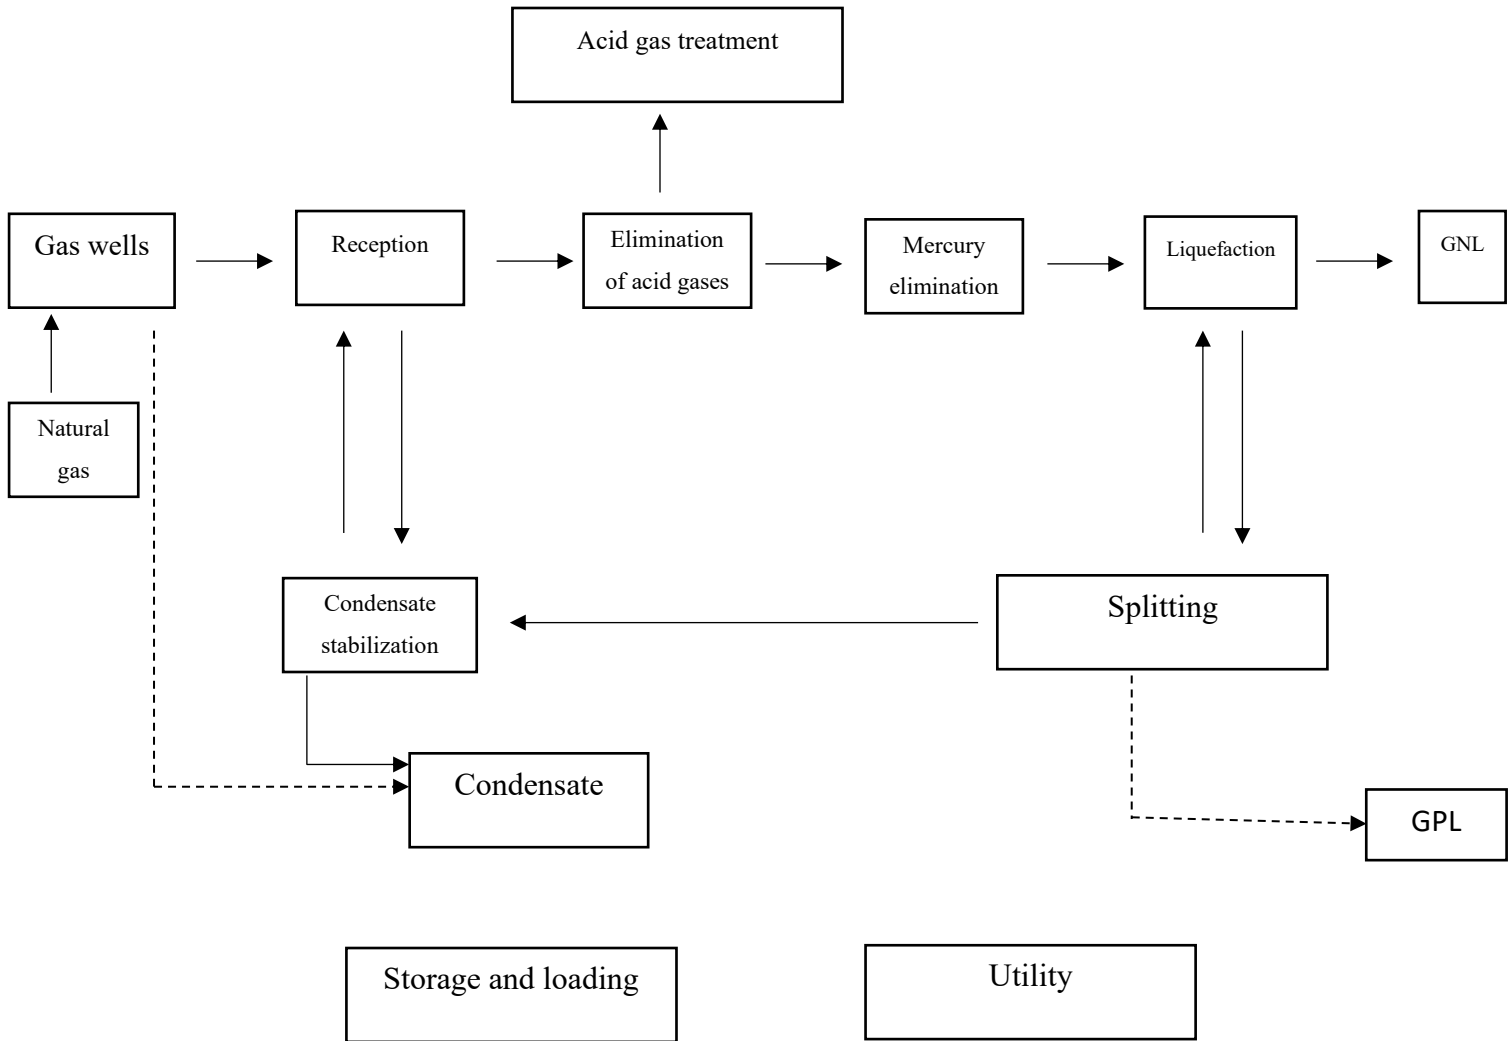 Acid gas treatment
Gas wells
Reception
Elimination
of acid gases
Mercury
elimination
Liquefaction
GNL
Natural
gas
Condensate
stabilization
Splitting
Condensate
GPL
Storage and loading
Utility